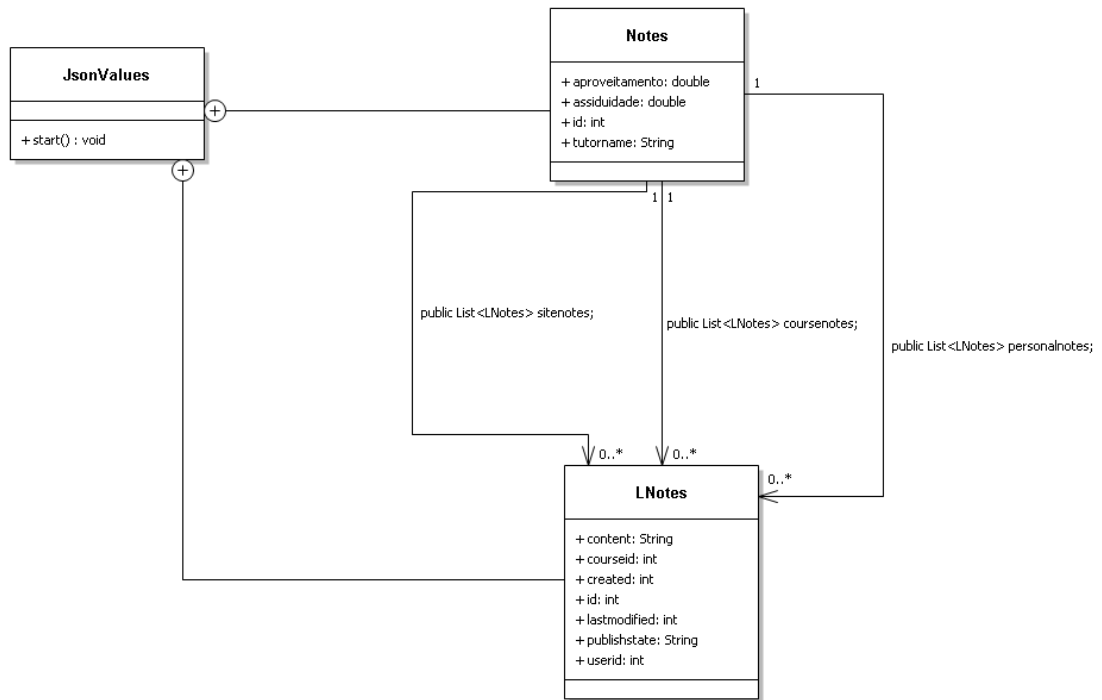 JsonValues
+ start() : void
Notes
+ aproveitamento: double
+ assiduidade: double
+ id: int
+ tutorname: String
1
1
1
public List<LNotes> sitenotes;
public List<LNotes> coursenotes;
public List<LNotes> personalnotes;
0..*
0..*
0..*
LNotes
+ content: String
+ courseid: int
+ created: int
+ id: int
+ lastmodified: int
+ publishstate: String
+ userid: int